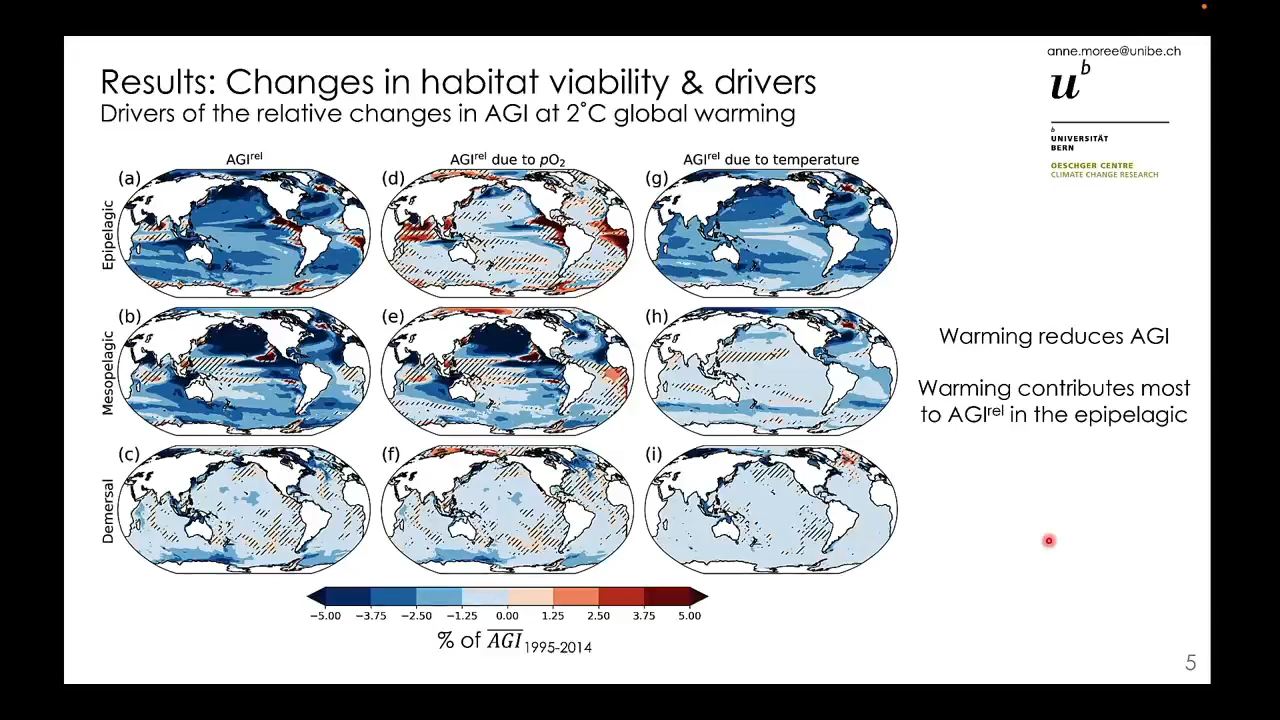 anne.moree@unibe.ch
Results: Changes in habitat viability & drivers
Drivers of the relative changes in AGI at 2˚C global warming
u^b
b
UNIVERSITÄT
BERN
OESCHGER CENTRE
CLIMATE CHANGE RESEARCH
AGI^rel
AGI^rel due to pO₂
AGI^rel due to temperature
(a) (d) (g)
Epipelagic
(b) (e) (h)
Mesopelagic
(c) (f) (i)
Demersal
Warming reduces AGI
Warming contributes most
to AGI^rel in the epipelagic
−5.00 −3.75 −2.50 −1.25 0.00 1.25 2.50 3.75 5.00
% of A̅G̅I̅ 1995-2014
5